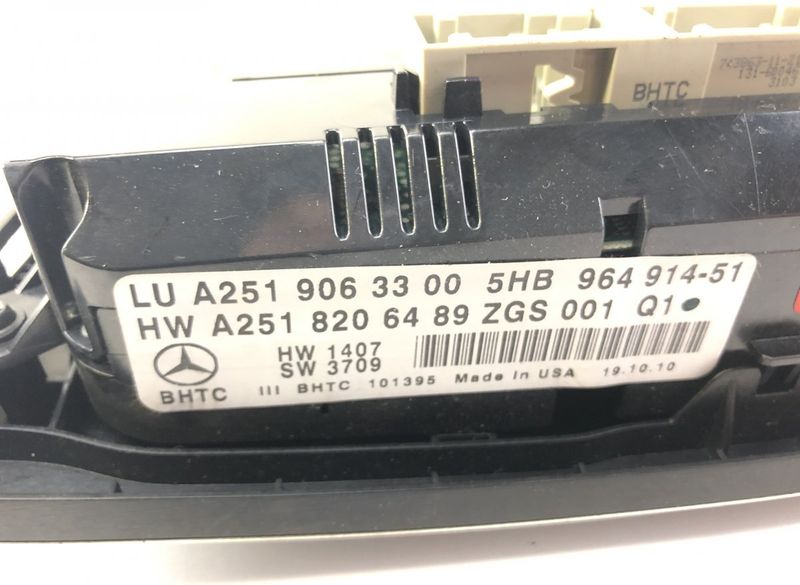 BHTC
3103
LU A251 906 33 00 5HB 964 914-51
HW A251 820 64 89 ZGS 001 Q1
HW 1407
SW 3709
BHTC III BHTC 101395 Made in USA 19.10.10